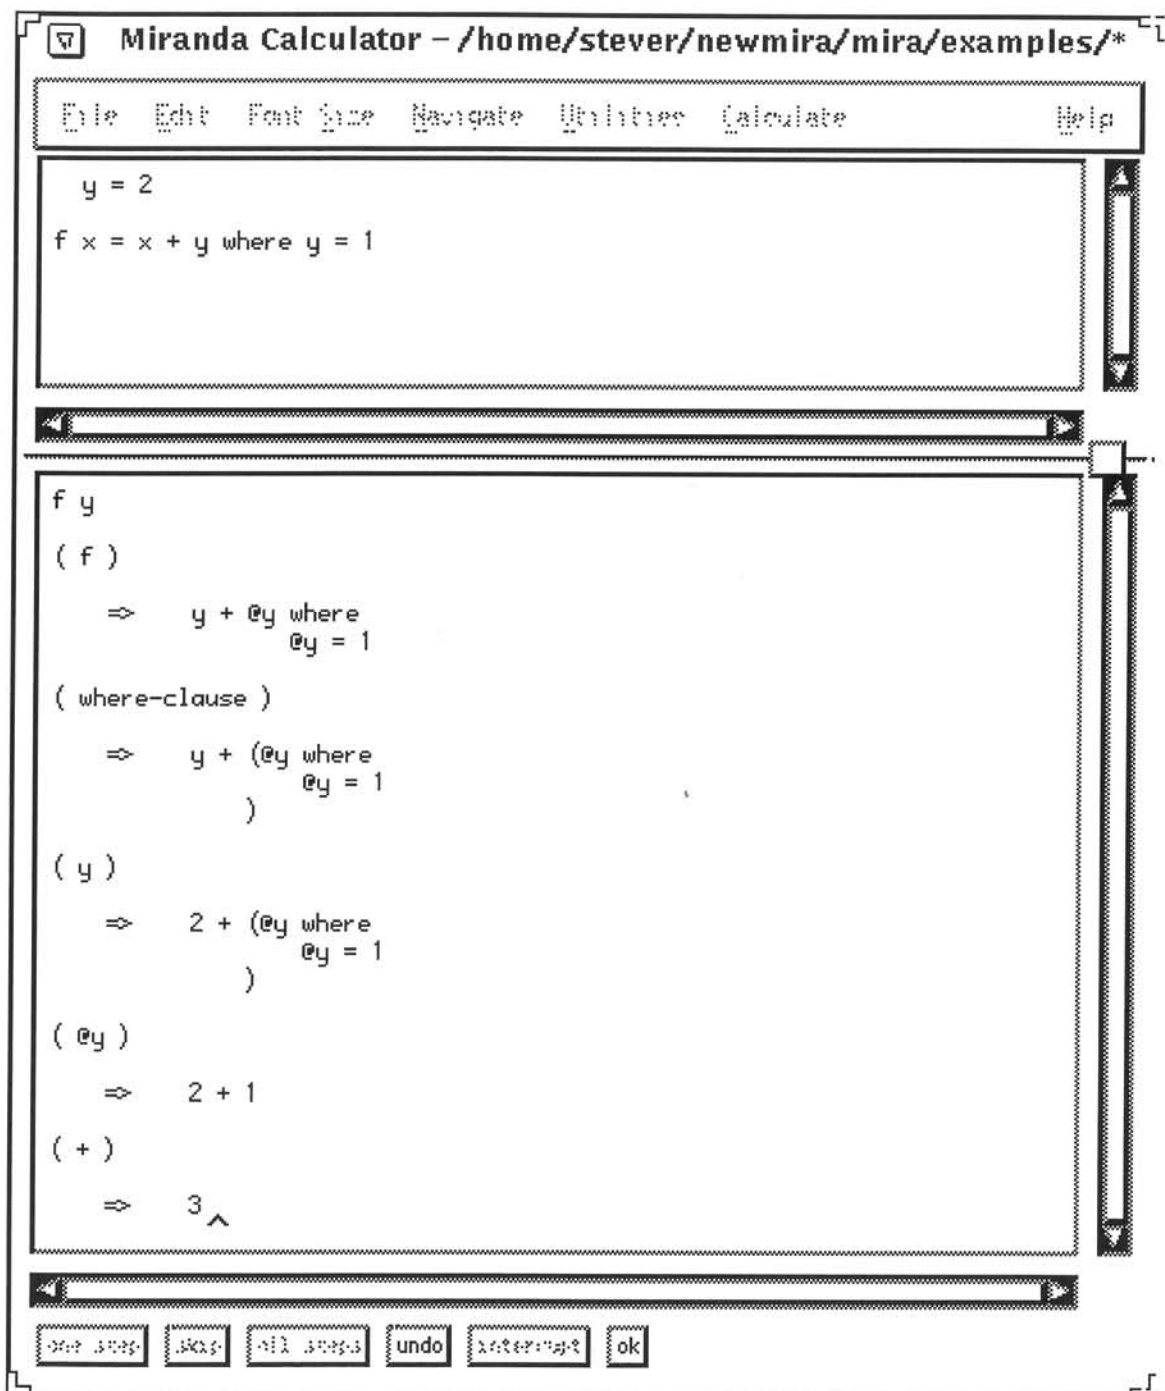 Miranda Calculator – /home/stever/newmira/mira/examples/*
File Edit Font Size Navigate Utilities Calculate Help
y = 2
f x = x + y where y = 1
f y
( f )
=> y + @y where
@y = 1
( where-clause )
=> y + (@y where
@y = 1
)
( y )
=> 2 + (@y where
@y = 1
)
( @y )
=> 2 + 1
( + )
=> 3
one step skip all steps undo interrupt ok